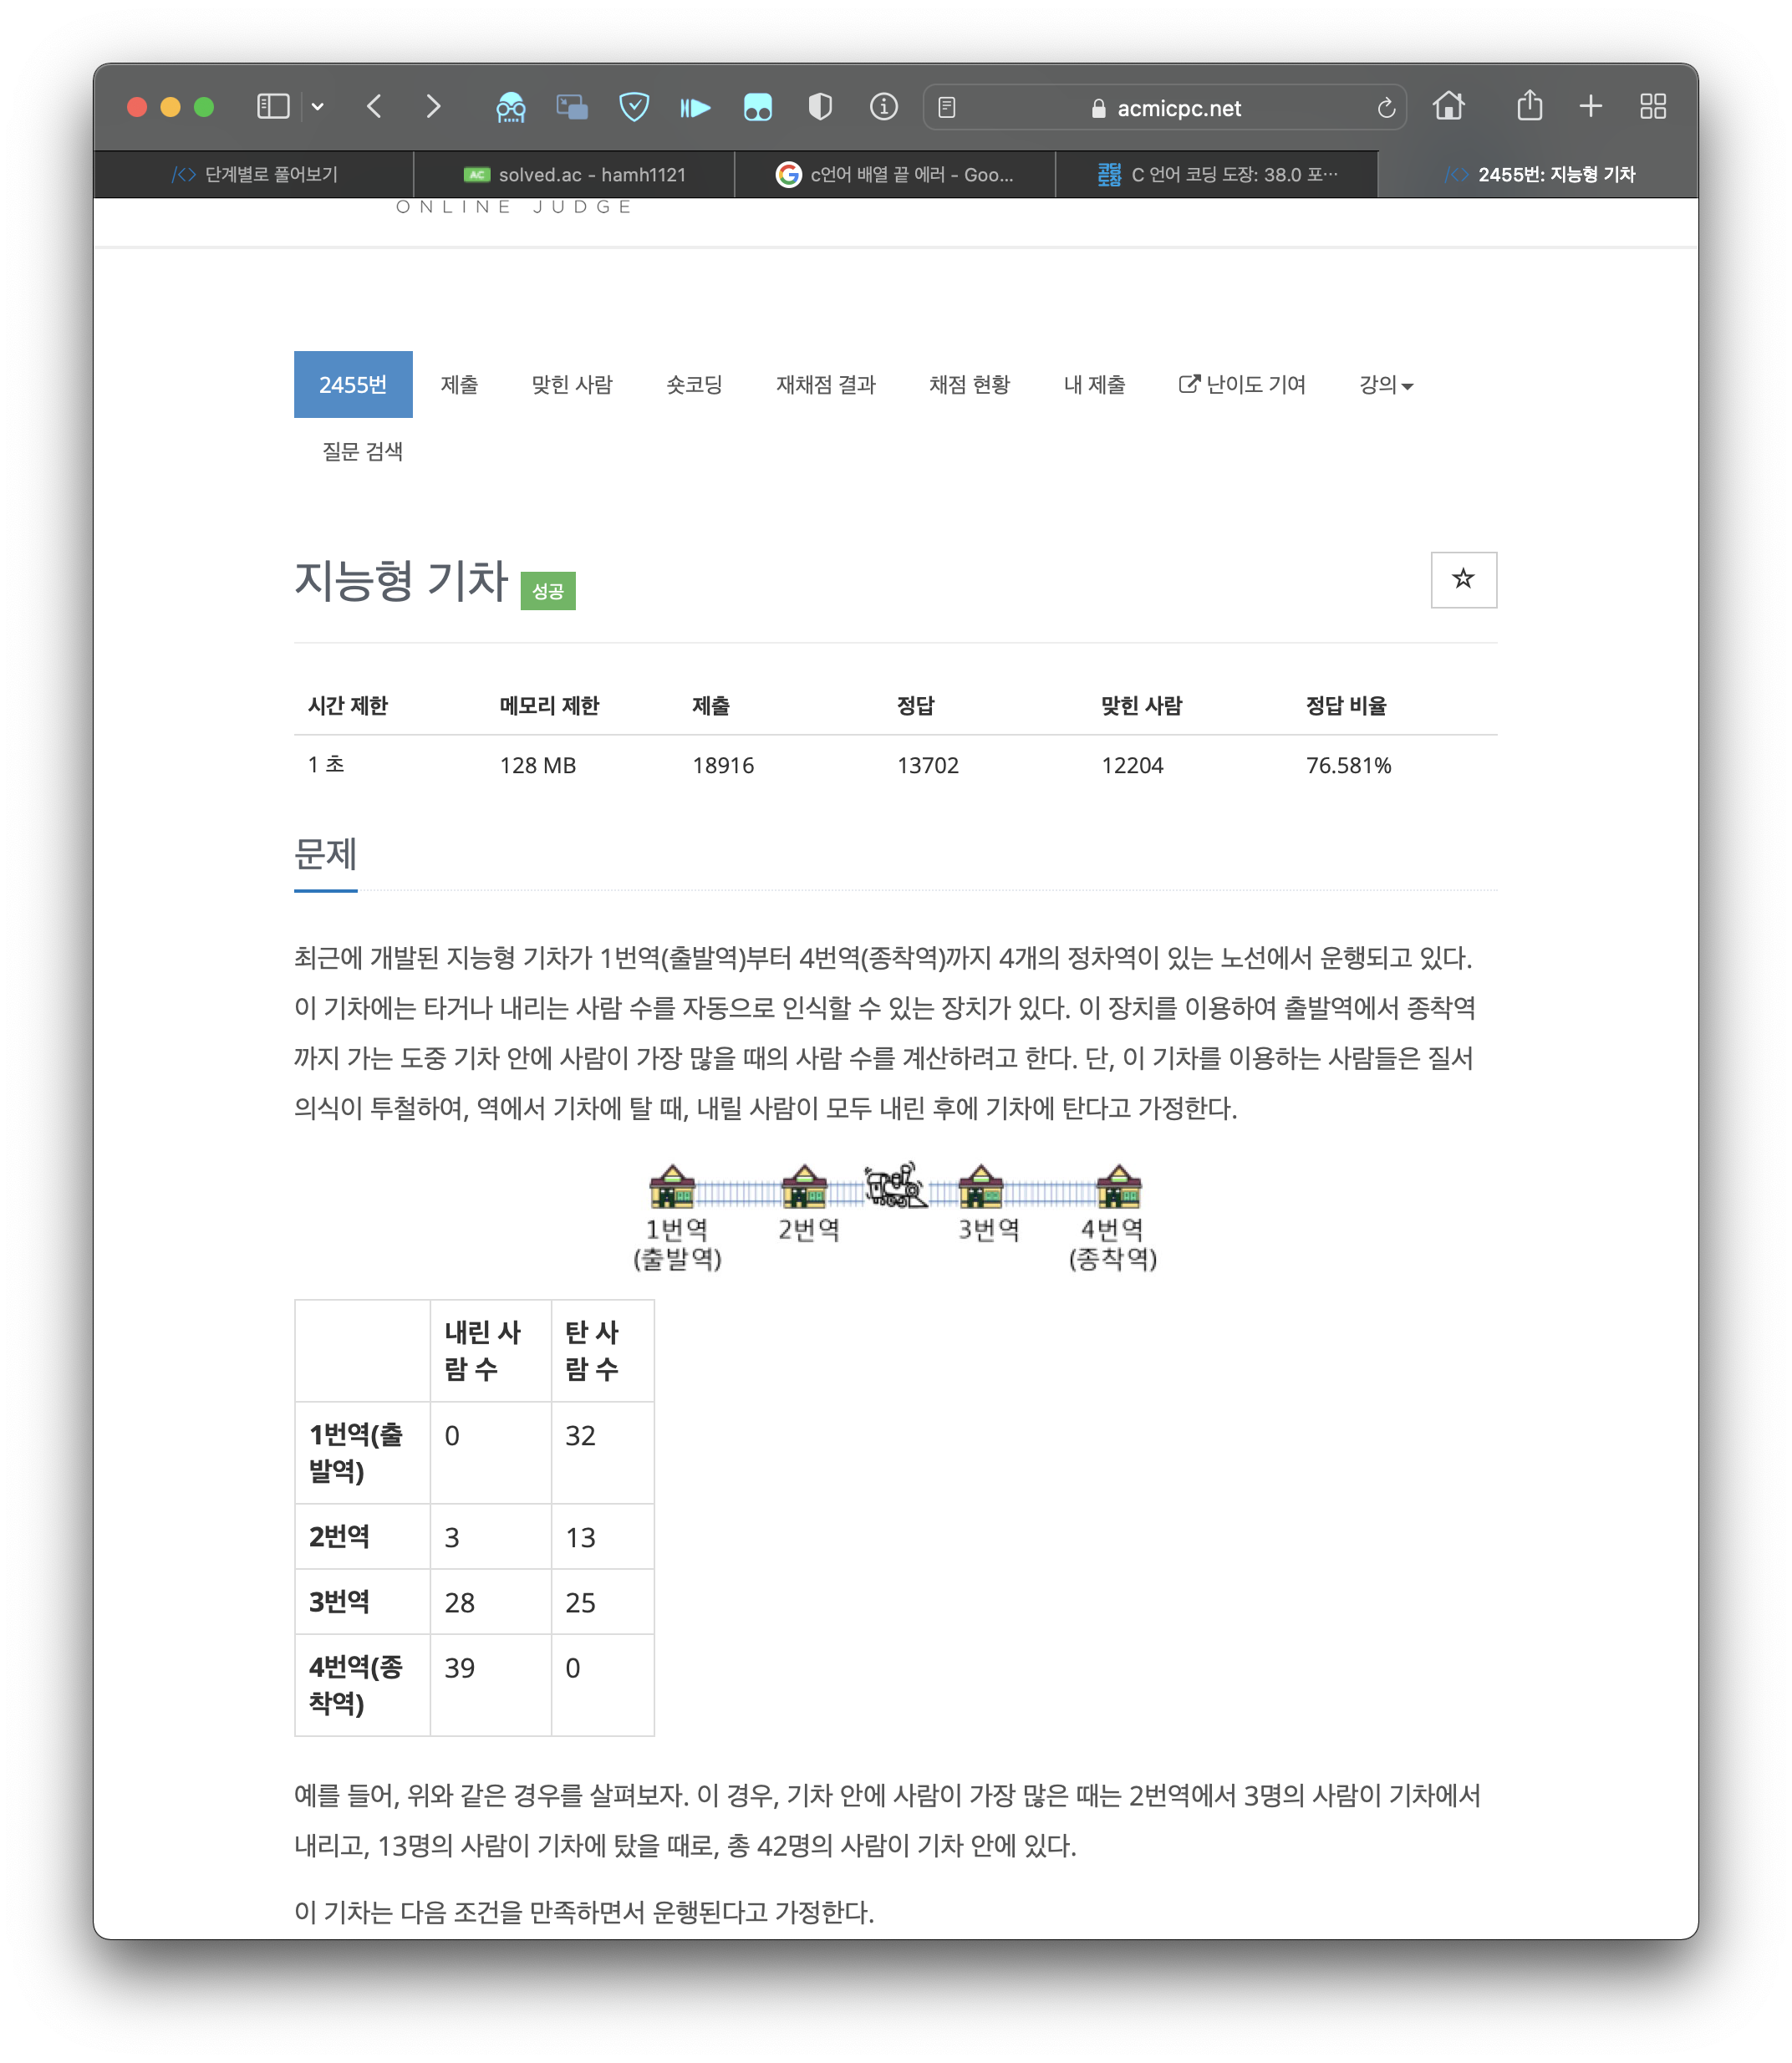 acmicpc.net
단계별로 풀어보기
AC solved.ac - hamh1121
G c언어 배열 끝 에러 - Goo...
코딩 도장 C 언어 코딩 도장: 38.0 포…
2455번: 지능형 기차
ONLINE JUDGE
2455번 제출 맞힌 사람 숏코딩 재채점 결과 채점 현황 내 제출 난이도 기여 강의
질문 검색
지능형 기차 성공
시간 제한 메모리 제한 제출 정답 맞힌 사람 정답 비율
1 초 128 MB 18916 13702 12204 76.581%
문제
최근에 개발된 지능형 기차가 1번역(출발역)부터 4번역(종착역)까지 4개의 정차역이 있는 노선에서 운행되고 있다.
이 기차에는 타거나 내리는 사람 수를 자동으로 인식할 수 있는 장치가 있다. 이 장치를 이용하여 출발역에서 종착역
까지 가는 도중 기차 안에 사람이 가장 많을 때의 사람 수를 계산하려고 한다. 단, 이 기차를 이용하는 사람들은 질서
의식이 투철하여, 역에서 기차에 탈 때, 내릴 사람이 모두 내린 후에 기차에 탄다고 가정한다.
1번역 2번역 3번역 4번역
(출발역) (종착역)
내린 사 탄 사
람 수 람 수
1번역(출 0 32
발역)
2번역 3 13
3번역 28 25
4번역(종 39 0
착역)
예를 들어, 위와 같은 경우를 살펴보자. 이 경우, 기차 안에 사람이 가장 많은 때는 2번역에서 3명의 사람이 기차에서
내리고, 13명의 사람이 기차에 탔을 때로, 총 42명의 사람이 기차 안에 있다.
이 기차는 다음 조건을 만족하면서 운행된다고 가정한다.